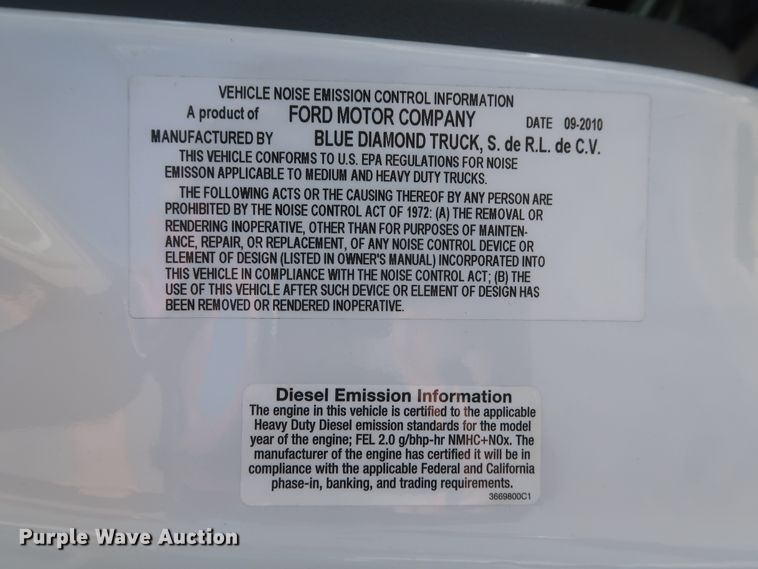 VEHICLE NOISE EMISSION CONTROL INFORMATION
A product of FORD MOTOR COMPANY DATE 09-2010
MANUFACTURED BY BLUE DIAMOND TRUCK, S. de R.L. de C.V.
THIS VEHICLE CONFORMS TO U.S. EPA REGULATIONS FOR NOISE
EMISSON APPLICABLE TO MEDIUM AND HEAVY DUTY TRUCKS.
THE FOLLOWING ACTS OR THE CAUSING THEREOF BY ANY PERSON ARE
PROHIBITED BY THE NOISE CONTROL ACT OF 1972: (A) THE REMOVAL OR
RENDERING INOPERATIVE, OTHER THAN FOR PURPOSES OF MAINTEN-
ANCE, REPAIR, OR REPLACEMENT, OF ANY NOISE CONTROL DEVICE OR
ELEMENT OF DESIGN (LISTED IN OWNER'S MANUAL) INCORPORATED INTO
THIS VEHICLE IN COMPLIANCE WITH THE NOISE CONTROL ACT; (B) THE
USE OF THIS VEHICLE AFTER SUCH DEVICE OR ELEMENT OF DESIGN HAS
BEEN REMOVED OR RENDERED INOPERATIVE.
Diesel Emission Information
The engine in this vehicle is certified to the applicable
Heavy Duty Diesel emission standards for the model
year of the engine; FEL 2.0 g/bhp-hr NMHC+NOx. The
manufacturer of the engine has certified it will be in
compliance with the applicable Federal and California
phase-in, banking, and trading requirements.
3669800C1
Purple Wave Auction